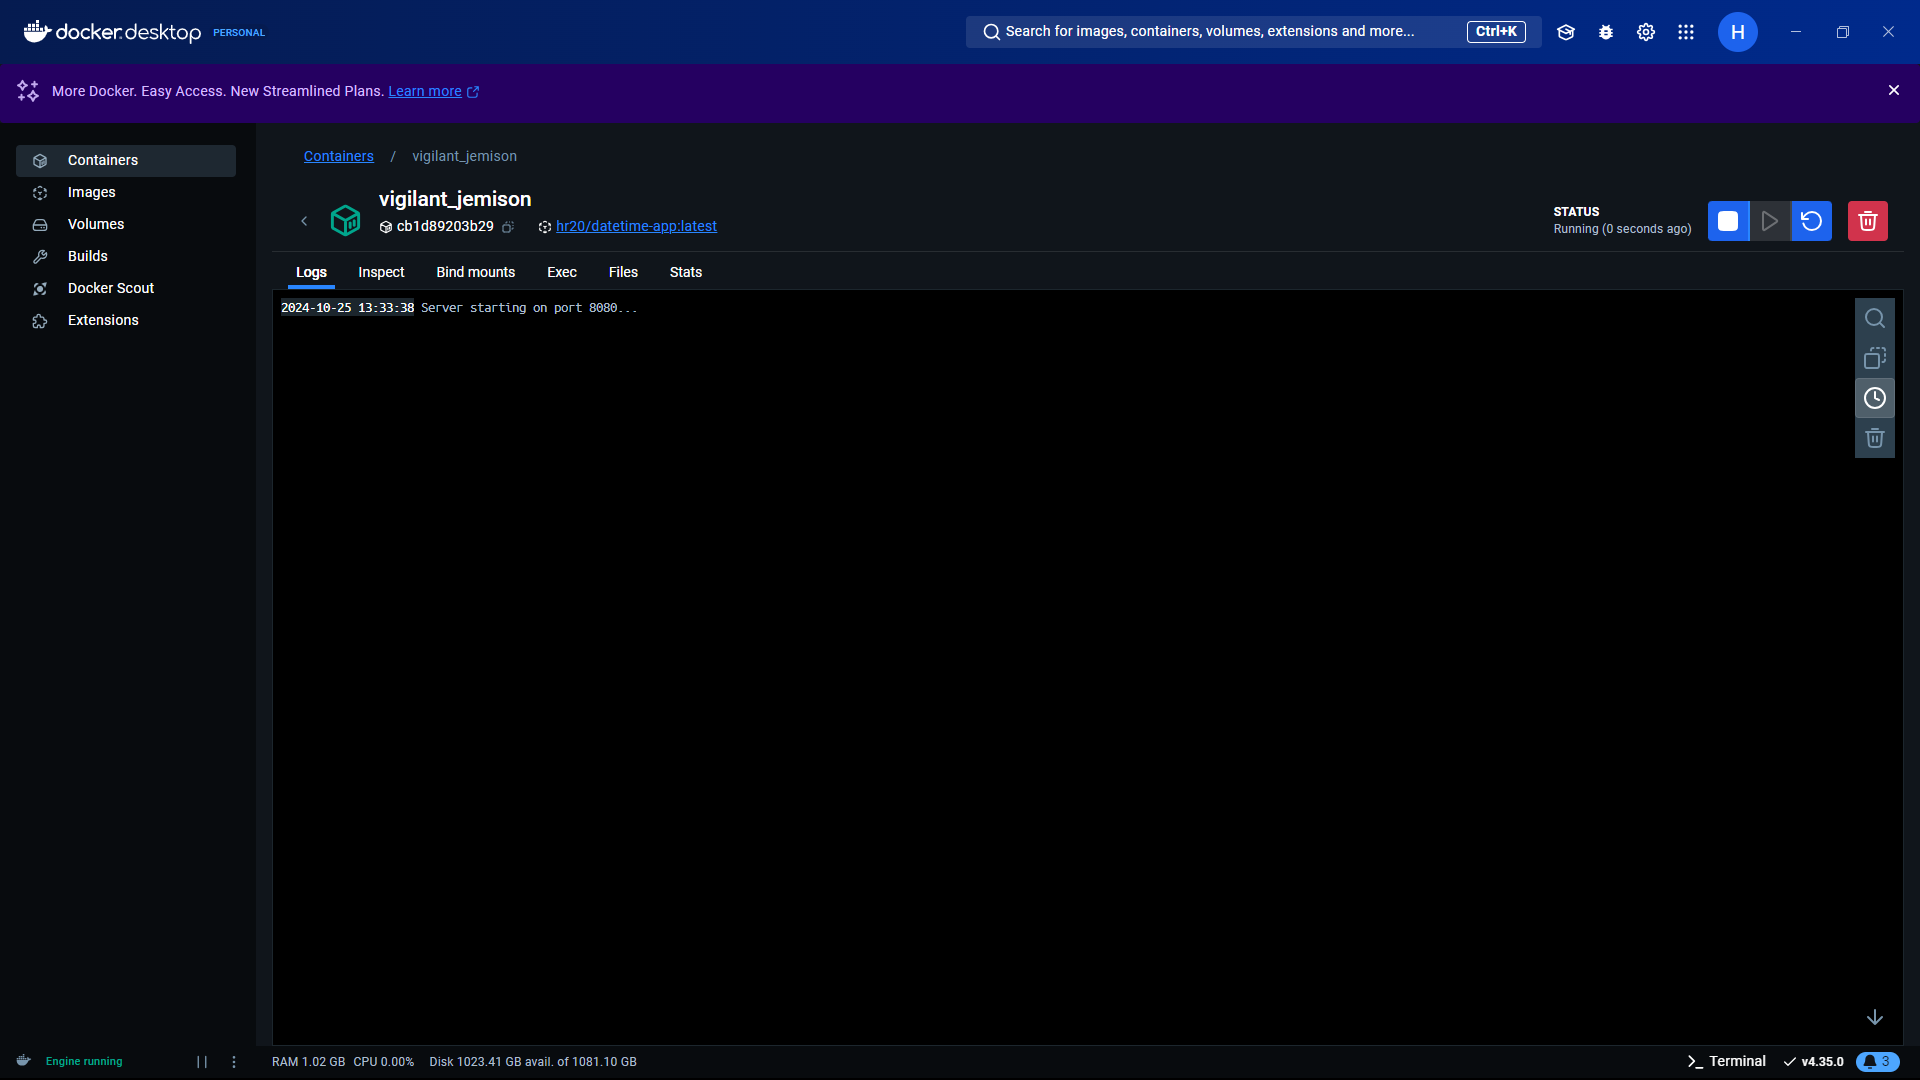 docker.desktop PERSONAL
Search for images, containers, volumes, extensions and more... Ctrl+K
H
More Docker. Easy Access. New Streamlined Plans. Learn more
Containers
Images
Volumes
Builds
Docker Scout
Extensions
Containers / vigilant_jemison
vigilant_jemison
cb1d89203b29 hr20/datetime-app:latest
STATUS
Running (0 seconds ago)
Logs Inspect Bind mounts Exec Files Stats
2024-10-25 13:33:38 Server starting on port 8080...
Engine running
RAM 1.02 GB CPU 0.00% Disk 1023.41 GB avail. of 1081.10 GB
Terminal v4.35.0 3